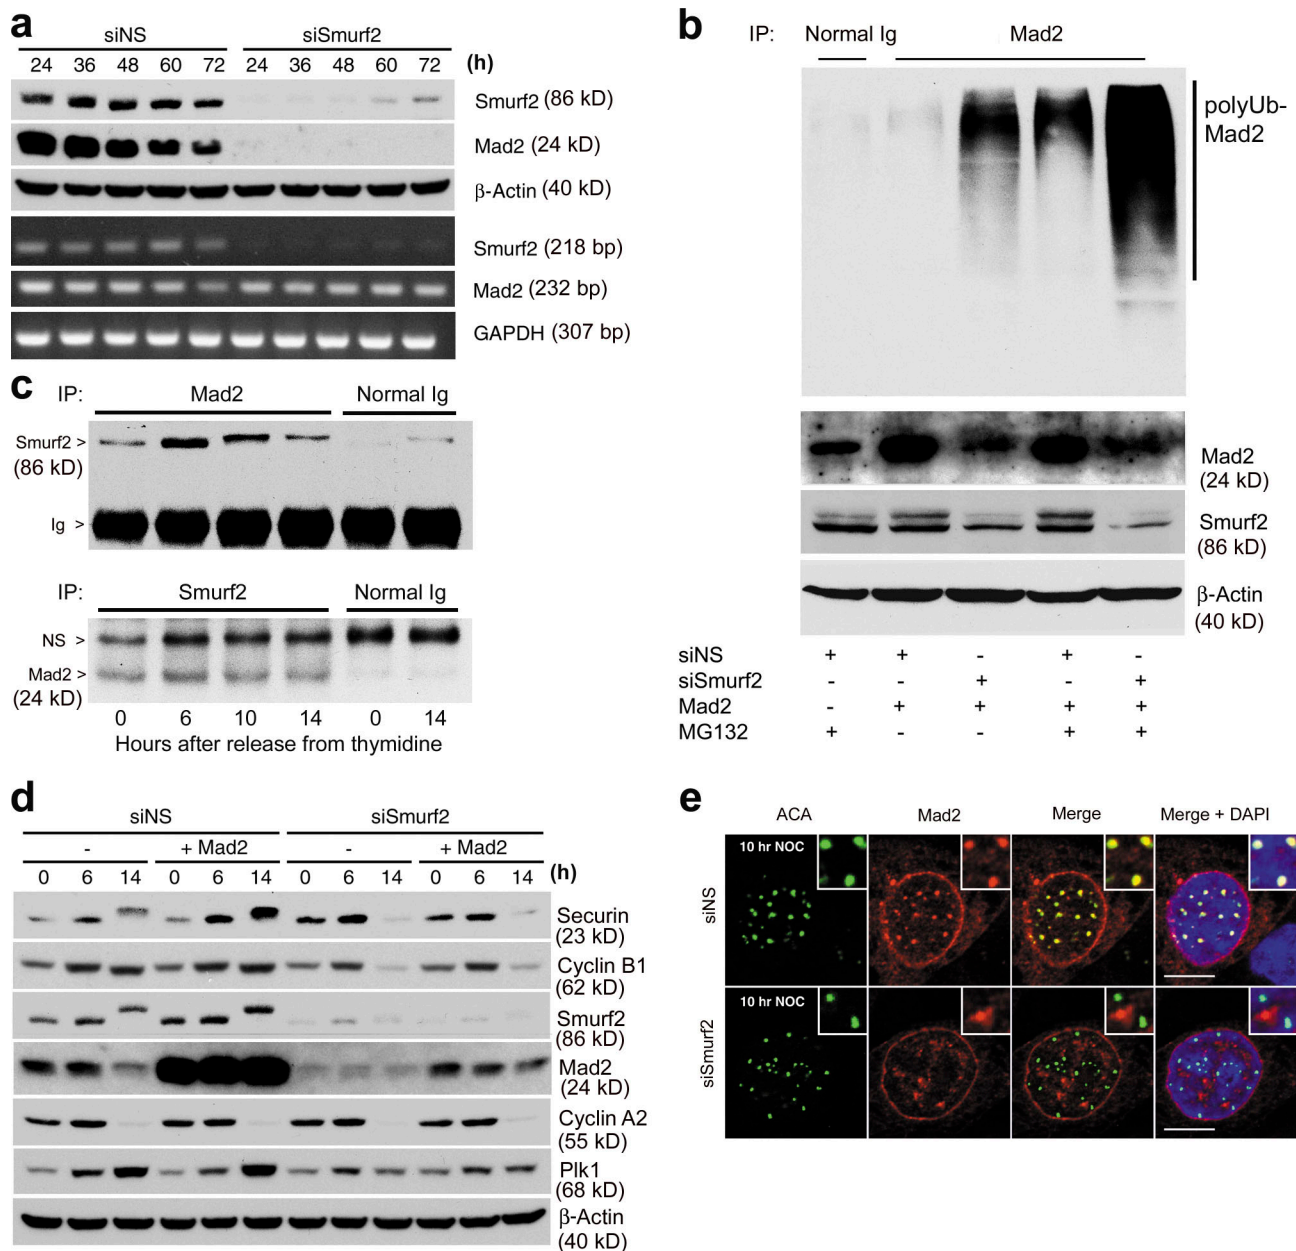 a
siNS siSmurf2
24 36 48 60 72 24 36 48 60 72 (h)
Smurf2 (86 kD)
Mad2 (24 kD)
β-Actin (40 kD)
Smurf2 (218 bp)
Mad2 (232 bp)
GAPDH (307 bp)
b
IP: Normal Ig Mad2
polyUb-
Mad2
Mad2
(24 kD)
Smurf2
(86 kD)
β-Actin
(40 kD)
siNS + + - + -
siSmurf2 - - + - +
Mad2 - + + + +
MG132 + - - + +
c
IP: Mad2 Normal Ig
Smurf2 >
(86 kD)
Ig >
IP: Smurf2 Normal Ig
NS >
Mad2 >
(24 kD)
0 6 10 14 0 14
Hours after release from thymidine
d
siNS siSmurf2
- + Mad2 - + Mad2
0 6 14 0 6 14 0 6 14 0 6 14 (h)
Securin
(23 kD)
Cyclin B1
(62 kD)
Smurf2
(86 kD)
Mad2
(24 kD)
Cyclin A2
(55 kD)
Plk1
(68 kD)
β-Actin
(40 kD)
e
ACA Mad2 Merge Merge + DAPI
siNS
10 hr NOC
siSmurf2
10 hr NOC